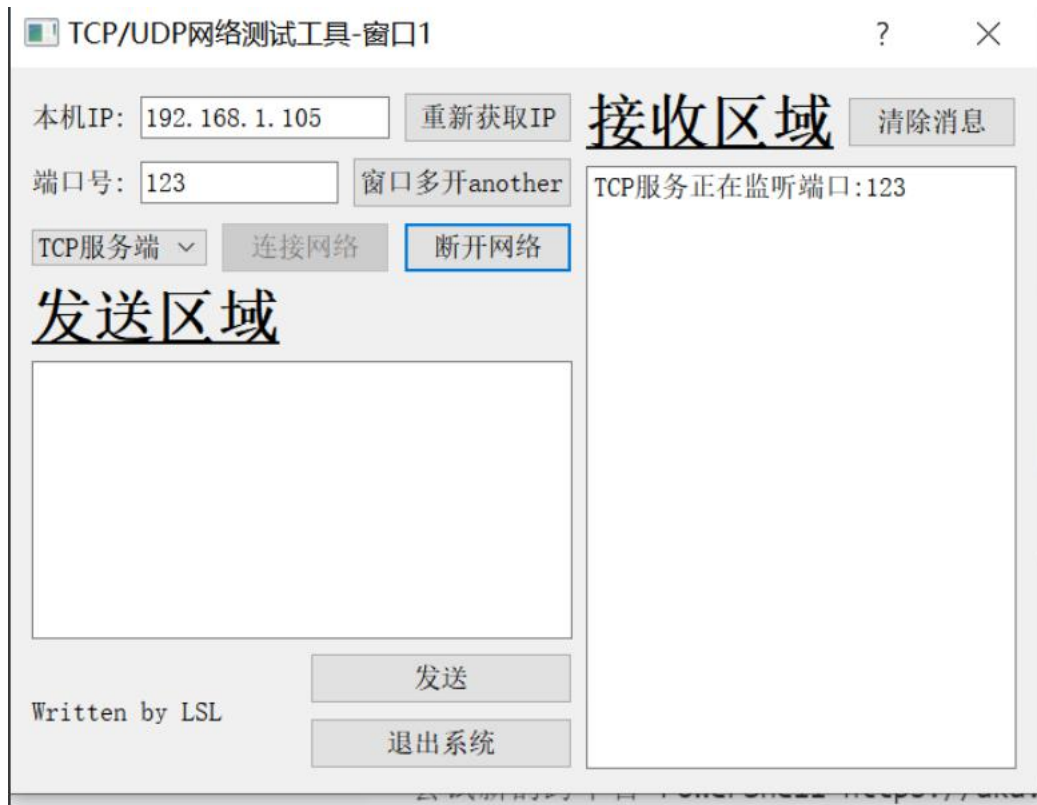 TCP/UDP网络测试工具-窗口1
?
本机IP: 192.168.1.105 重新获取IP
端口号: 123 窗口多开another
TCP服务端 连接网络 断开网络
发送区域
发送
Written by LSL
退出系统
接收区域 清除消息
TCP服务正在监听端口:123